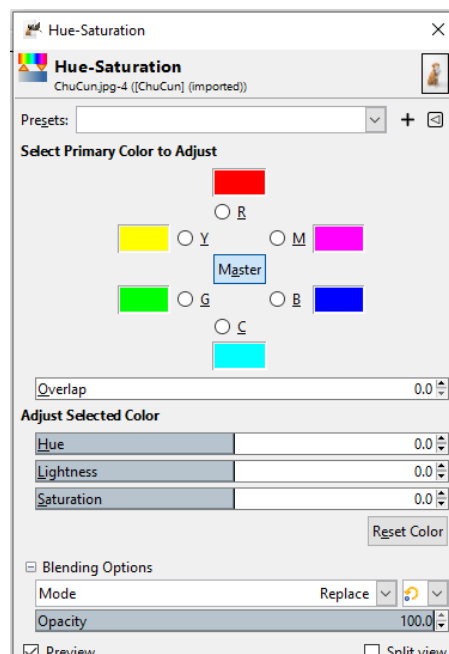 Hue-Saturation
Hue-Saturation
ChuCun.jpg-4 ([ChuCun] (imported))
Presets:
Select Primary Color to Adjust
R
Y M
Master
G B
C
Overlap 0.0
Adjust Selected Color
Hue 0.0
Lightness 0.0
Saturation 0.0
Reset Color
Blending Options
Mode Replace
Opacity 100.0
Preview Split view